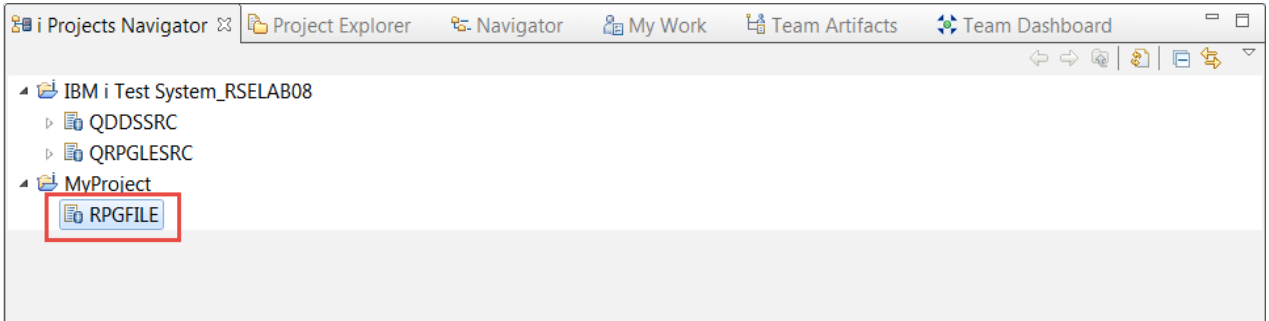 i Projects Navigator Project Explorer Navigator My Work Team Artifacts Team Dashboard
IBM i Test System_RSELAB08
QDDSSRC
QRPGLESRC
MyProject
RPGFILE